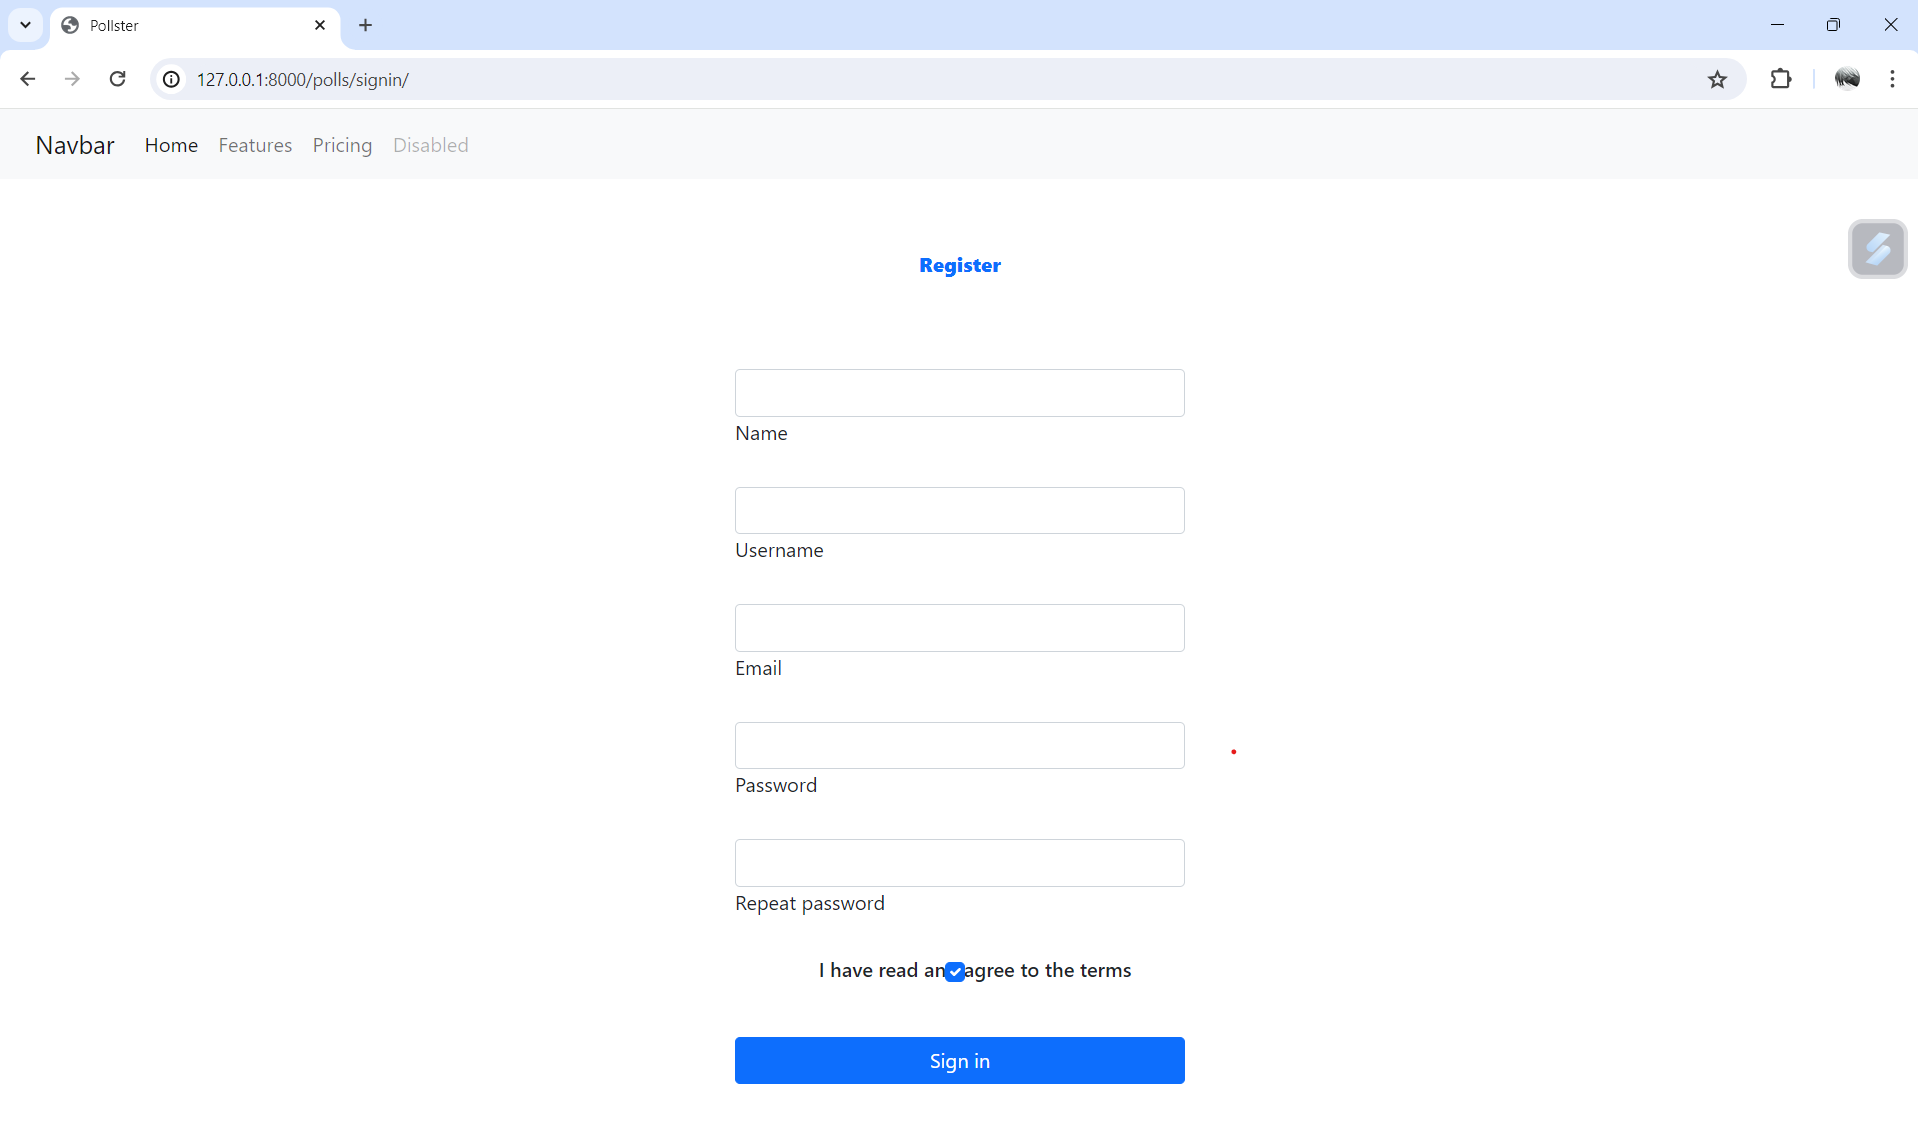 Pollster
127.0.0.1:8000/polls/signin/
Navbar Home Features Pricing Disabled
Register
Name
Username
Email
Password
Repeat password
I have read an agree to the terms
Sign in